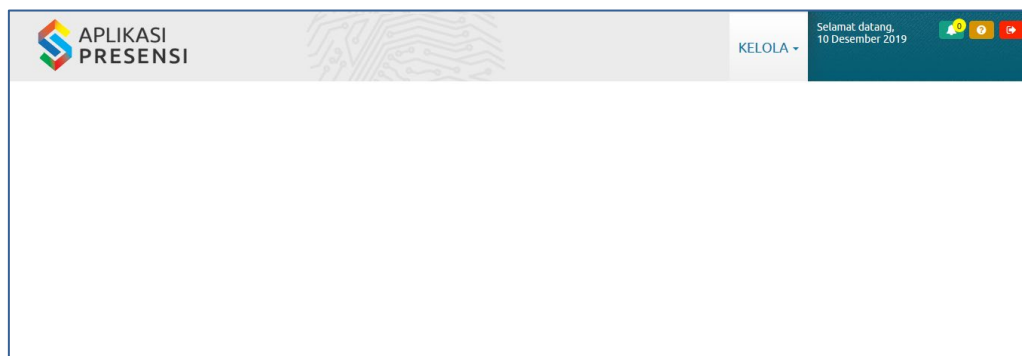 APLIKASI
PRESENSI
KELOLA
Selamat datang,
10 Desember 2019
0
?